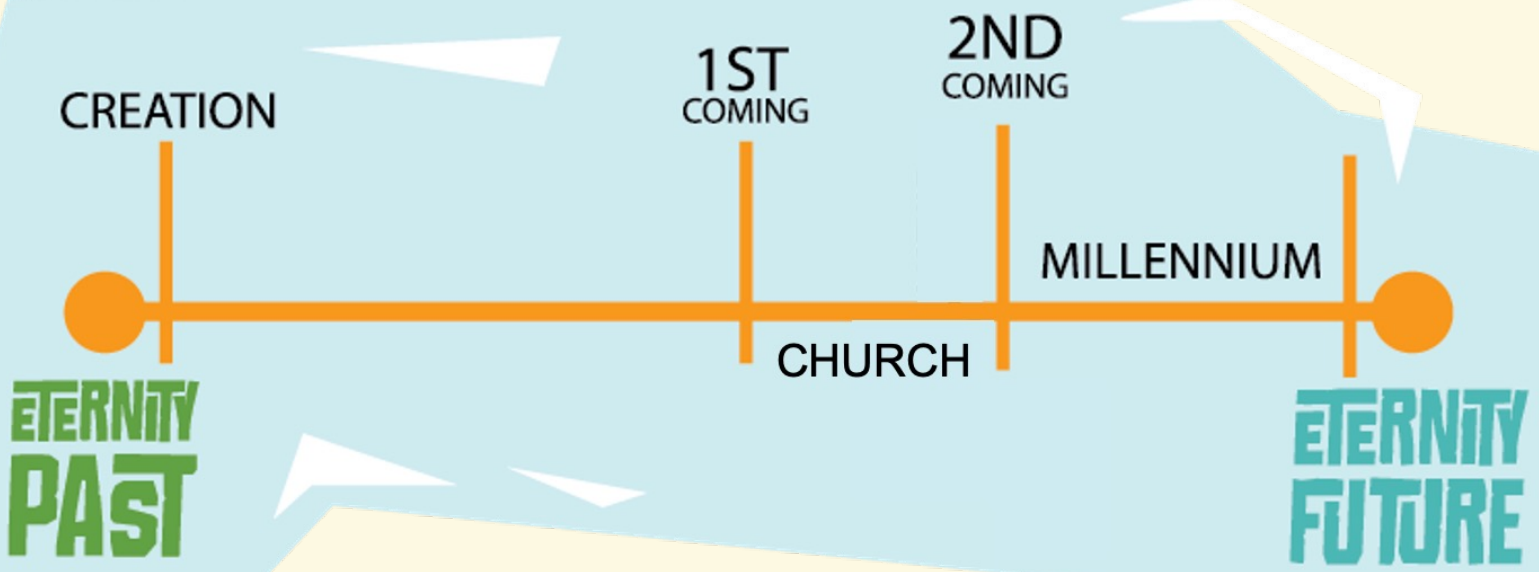 CREATION
1ST
COMING
2ND
COMING
MILLENNIUM
CHURCH
ETERNITY
PAST
ETERNITY
FUTURE